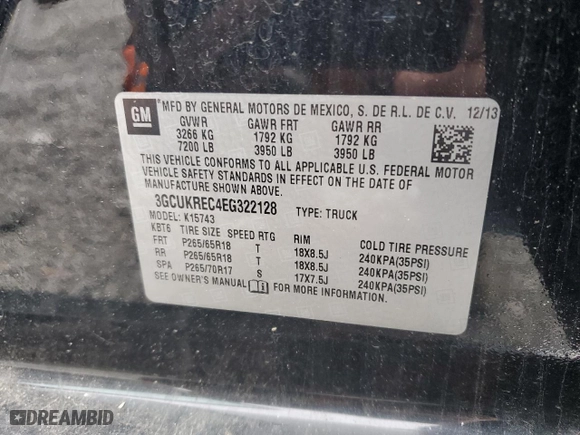 GM
MFD BY GENERAL MOTORS DE MEXICO, S. DE R.L. DE C.V. 12/13
GVWR GAWR FRT GAWR RR
3266 KG 1792 KG 1792 KG
7200 LB 3950 LB 3950 LB
THIS VEHICLE CONFORMS TO ALL APPLICABLE U.S. FEDERAL MOTOR
VEHICLE SAFETY STANDARDS IN EFFECT ON THE DATE OF
MANUFACTURE SHOWN ABOVE.
3GCUKREC4EG322128 TYPE: TRUCK
MODEL: K15743
KBT6 TIRE SIZE SPEED RTG RIM COLD TIRE PRESSURE
FRT P265/65R18 T 18X8.5J 240KPA(35PSI)
RR P265/65R18 T 18X8.5J 240KPA(35PSI)
SPA P265/70R17 S 17X7.5J 240KPA(35PSI)
SEE OWNER'S MANUAL FOR MORE INFORMATION.
DREAMBID